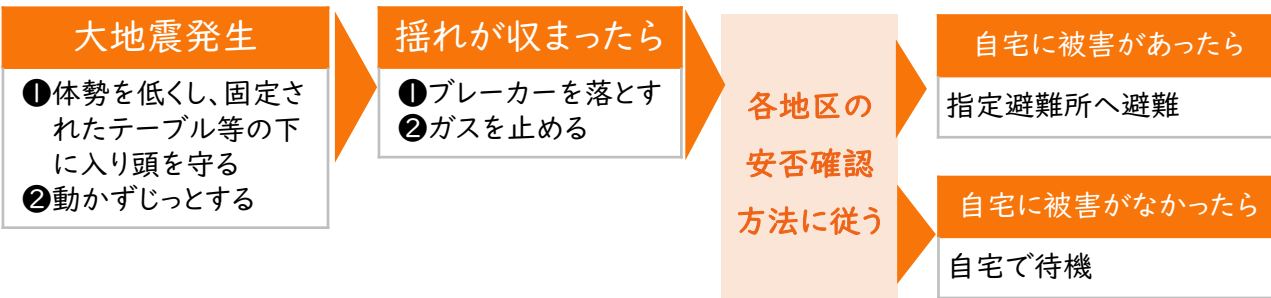 大地震発生
❶体勢を低くし、固定さ
れたテーブル等の下
に入り頭を守る
❷動かずじっとする
揺れが収まったら
❶ブレーカーを落とす
❷ガスを止める
各地区の
安否確認
方法に従う
自宅に被害があったら
指定避難所へ避難
自宅に被害がなかったら
自宅で待機